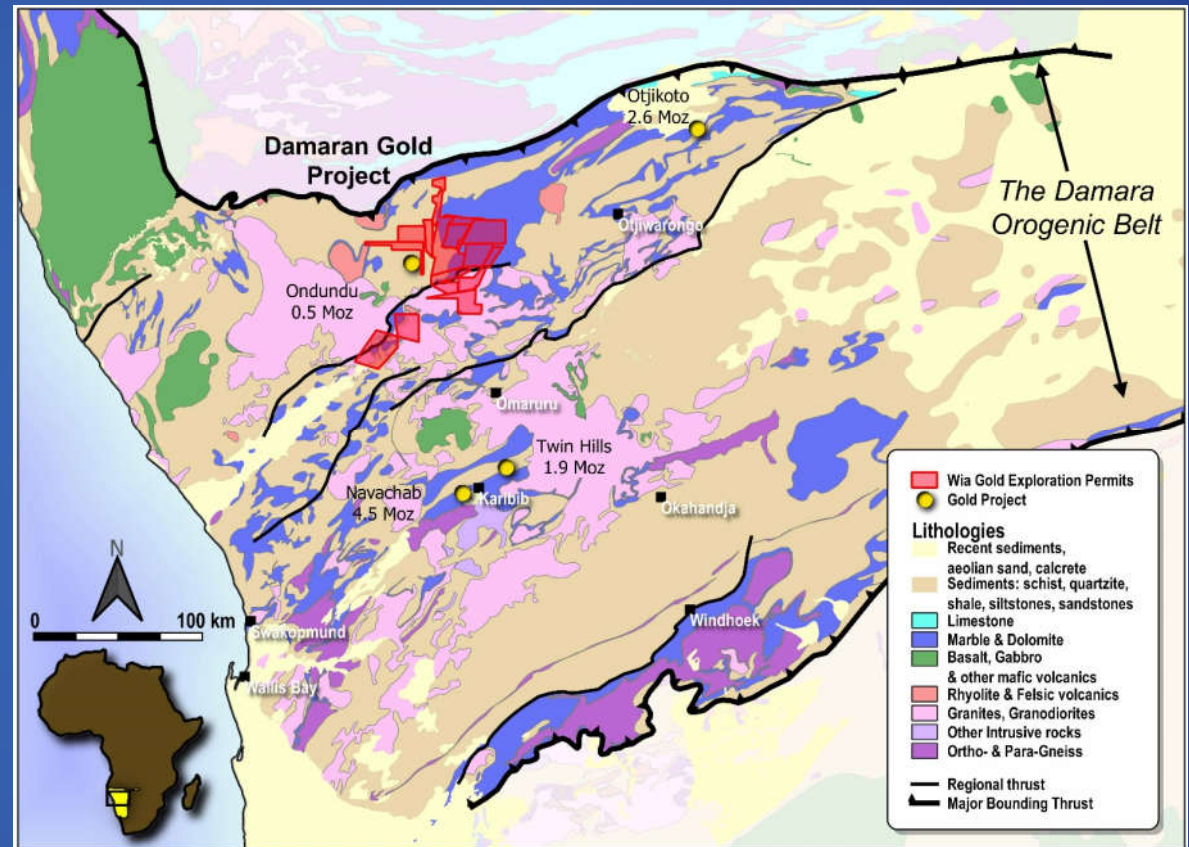 Otjikoto
2.6 Moz
Damaran Gold
Project
The Damara
Orogenic Belt
Otjiwarongo
Ondundu
0.5 Moz
Omaruru
Twin Hills
1.9 Moz
Navachab
4.5 Moz
Karibib
Okahandja
Windhoek
Swakopmund
Wallis Bay
N
0
100 km
Wia Gold Exploration Permits
Gold Project
Lithologies
Recent sediments,
aeolian sand, calcrete
Sediments: schist, quartzite,
shale, siltstones, sandstones
Limestone
Marble & Dolomite
Basalt, Gabbro
& other mafic volcanics
Rhyolite & Felsic volcanics
Granites, Granodiorites
Other Intrusive rocks
Ortho- & Para-Gneiss
Regional thrust
Major Bounding Thrust